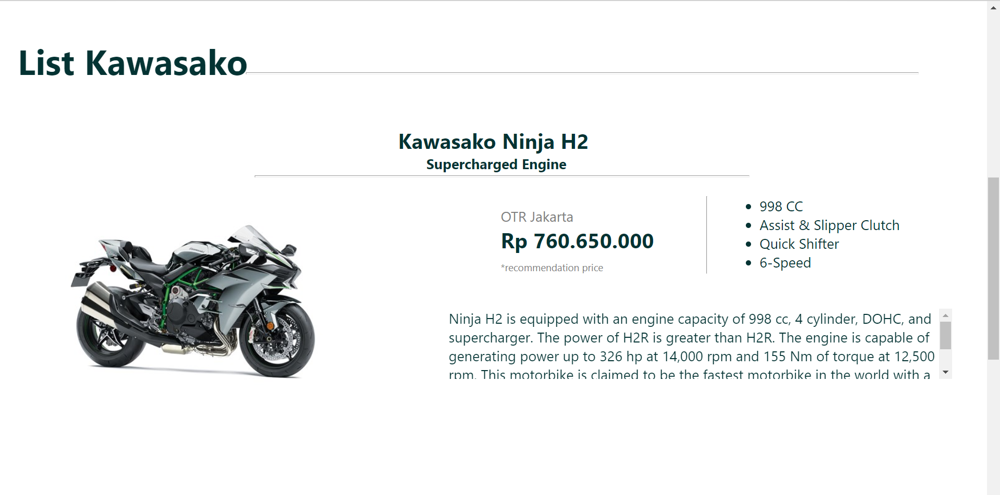 List Kawasako
Kawasako Ninja H2
Supercharged Engine
OTR Jakarta
Rp 760.650.000
*recommendation price
• 998 CC
• Assist & Slipper Clutch
• Quick Shifter
• 6-Speed
Ninja H2 is equipped with an engine capacity of 998 cc, 4 cylinder, DOHC, and
supercharger. The power of H2R is greater than H2R. The engine is capable of
generating power up to 326 hp at 14,000 rpm and 155 Nm of torque at 12,500
rpm. This motorbike is claimed to be the fastest motorbike in the world with a